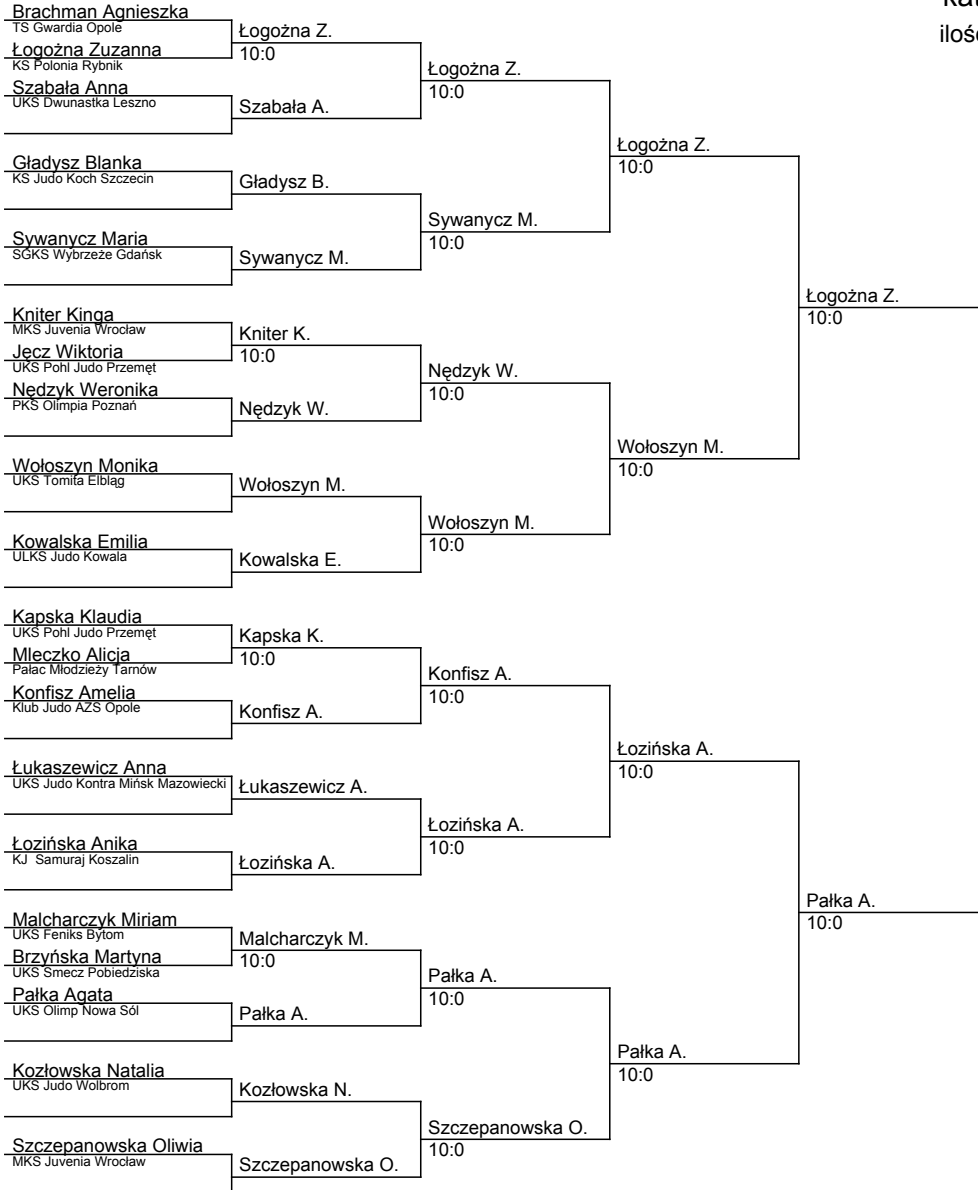 Brachman Agnieszka
TS Gwardia Opole
Łogożna Zuzanna
KS Polonia Rybnik
Szabała Anna
UKS Dwunastka Leszno
Gładysz Blanka
KS Judo Koch Szczecin
Sywanycz Maria
SGKS Wybrzeże Gdańsk
Kniter Kinga
MKS Juvenia Wrocław
Jęcz Wiktoria
UKS Pohl Judo Przemęt
Nędzyk Weronika
PKS Olimpia Poznań
Wołoszyn Monika
UKS Tomita Elbląg
Kowalska Emilia
ULKS Judo Kowala
Kapska Klaudia
UKS Pohl Judo Przemęt
Mleczko Alicja
Pałac Młodzieży Tarnów
Konfisz Amelia
Klub Judo AZS Opole
Łukaszewicz Anna
UKS Judo Kontra Mińsk Mazowiecki
Łozińska Anika
KJ Samuraj Koszalin
Malcharczyk Miriam
UKS Feniks Bytom
Brzyńska Martyna
UKS Smecz Pobiedziska
Pałka Agata
UKS Olimp Nowa Sól
Kozłowska Natalia
UKS Judo Wolbrom
Szczepanowska Oliwia
MKS Juvenia Wrocław
Łogożna Z.
10:0
Szabała A.
Gładysz B.
Sywanycz M.
Kniter K.
10:0
Nędzyk W.
Wołoszyn M.
Kowalska E.
Kapska K.
10:0
Konfisz A.
Łukaszewicz A.
Łozińska A.
Malcharczyk M.
10:0
Pałka A.
Kozłowska N.
Szczepanowska O.
Łogożna Z.
10:0
Sywanycz M.
10:0
Nędzyk W.
10:0
Wołoszyn M.
10:0
Konfisz A.
10:0
Łozińska A.
10:0
Pałka A.
10:0
Szczepanowska O.
10:0
Łogożna Z.
10:0
Wołoszyn M.
10:0
Łozińska A.
10:0
Pałka A.
10:0
Łogożna Z.
10:0
Pałka A.
10:0